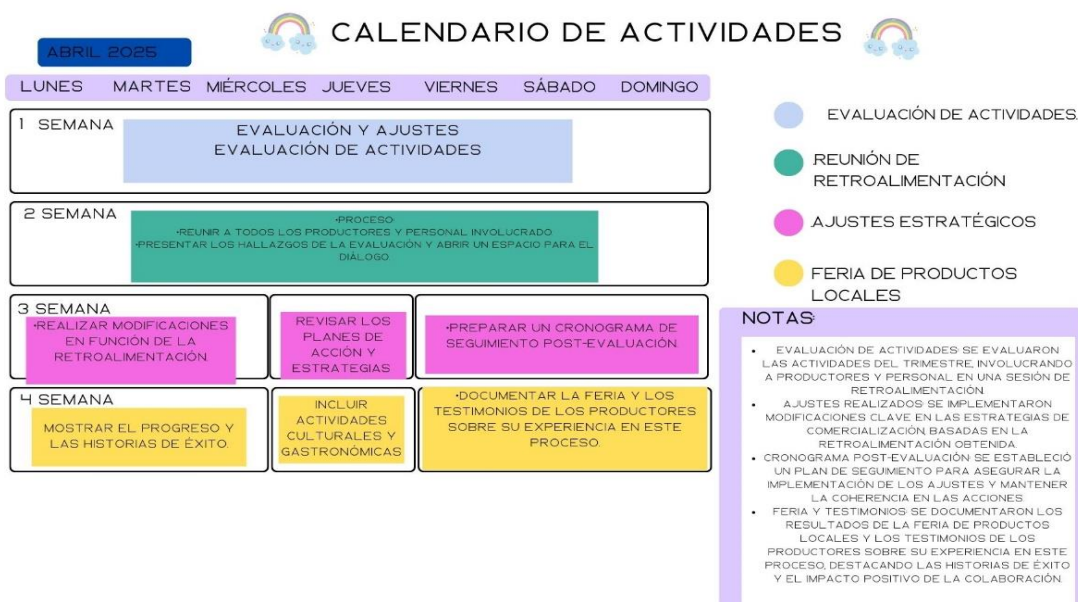 CALENDARIO DE ACTIVIDADES
ABRIL 2025
LUNES MARTES MIÉRCOLES JUEVES VIERNES SÁBADO DOMINGO
1 SEMANA
EVALUACIÓN Y AJUSTES
EVALUACIÓN DE ACTIVIDADES
2 SEMANA
•PROCESO:
•REUNIR A TODOS LOS PRODUCTORES Y PERSONAL INVOLUCRADO
•PRESENTAR LOS HALLAZGOS DE LA EVALUACIÓN Y ABRIR UN ESPACIO PARA EL
DIÁLOGO
3 SEMANA
•REALIZAR MODIFICACIONES
EN FUNCIÓN DE LA
RETROALIMENTACIÓN.
REVISAR LOS
PLANES DE
ACCIÓN Y
ESTRATEGIAS
•PREPARAR UN CRONOGRAMA DE
SEGUIMIENTO POST-EVALUACIÓN.
4 SEMANA
MOSTRAR EL PROGRESO Y
LAS HISTORIAS DE ÉXITO.
INCLUIR
ACTIVIDADES
CULTURALES Y
GASTRONÓMICAS
•DOCUMENTAR LA FERIA Y LOS
TESTIMONIOS DE LOS PRODUCTORES
SOBRE SU EXPERIENCIA EN ESTE
PROCESO.
EVALUACIÓN DE ACTIVIDADES.
REUNIÓN DE
RETROALIMENTACIÓN
AJUSTES ESTRATÉGICOS
FERIA DE PRODUCTOS
LOCALES
NOTAS:
• EVALUACIÓN DE ACTIVIDADES: SE EVALUARON
LAS ACTIVIDADES DEL TRIMESTRE, INVOLUCRANDO
A PRODUCTORES Y PERSONAL EN UNA SESIÓN DE
RETROALIMENTACIÓN.
• AJUSTES REALIZADOS: SE IMPLEMENTARON
MODIFICACIONES CLAVE EN LAS ESTRATEGIAS DE
COMERCIALIZACIÓN, BASADAS EN LA
RETROALIMENTACIÓN OBTENIDA.
• CRONOGRAMA POST-EVALUACIÓN: SE ESTABLECIÓ
UN PLAN DE SEGUIMIENTO PARA ASEGURAR LA
IMPLEMENTACIÓN DE LOS AJUSTES Y MANTENER
LA COHERENCIA EN LAS ACCIONES.
• FERIA Y TESTIMONIOS: SE DOCUMENTARON LOS
RESULTADOS DE LA FERIA DE PRODUCTOS
LOCALES Y LOS TESTIMONIOS DE LOS
PRODUCTORES SOBRE SU EXPERIENCIA EN ESTE
PROCESO, DESTACANDO LAS HISTORIAS DE ÉXITO
Y EL IMPACTO POSITIVO DE LA COLABORACIÓN.